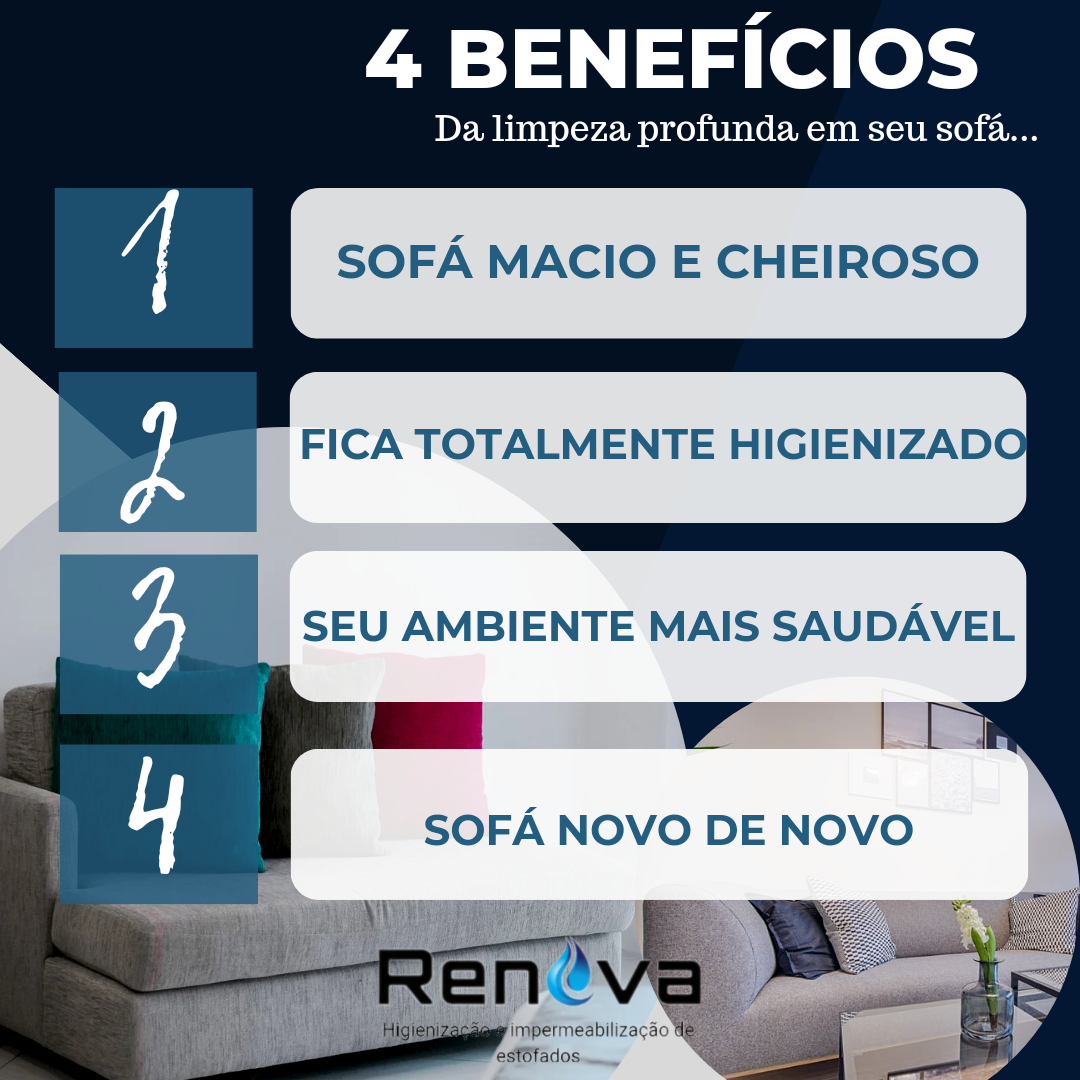 4 BENEFÍCIOS
Da limpeza profunda em seu sofá...
1
SOFÁ MACIO E CHEIROSO
2
FICA TOTALMENTE HIGIENIZADO
3
SEU AMBIENTE MAIS SAUDÁVEL
4
SOFÁ NOVO DE NOVO
Renova
Higienização e impermeabilização de
estofados